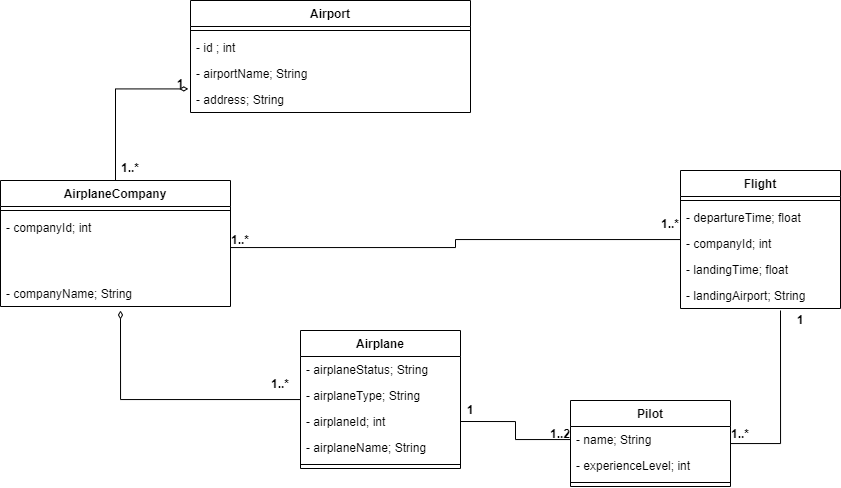 Airport
- id ; int
- airportName; String
- address; String
1
1..*
AirplaneCompany
- companyId; int
- companyName; String
1..*
1..*
Flight
- departureTime; float
- companyId; int
- landingTime; float
- landingAirport; String
1
1..*
Airplane
- airplaneStatus; String
- airplaneType; String
- airplaneId; int
- airplaneName; String
1
1..2
Pilot
- name; String
- experienceLevel; int
1..*